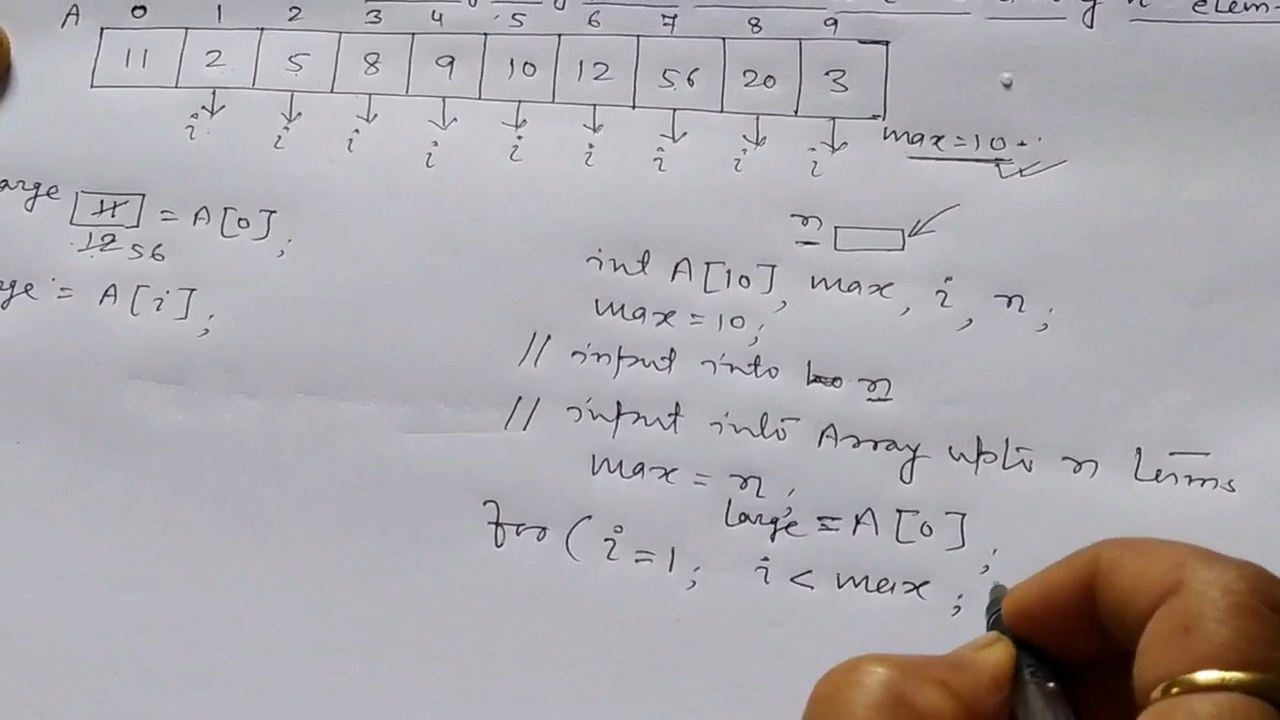 n elem-
A 0 1 2 3 4 5 6 7 8 9
11 2 5 8 9 10 12 56 20 3
i i i i i i i i i
max=10
arge 11 = A[0];
12 56
ge = A[i];
n
int A[10], max, i, n;
max=10;
// input into n
// input into Array upto n terms
max = n;
large = A[0];
for(i=1; i< max;